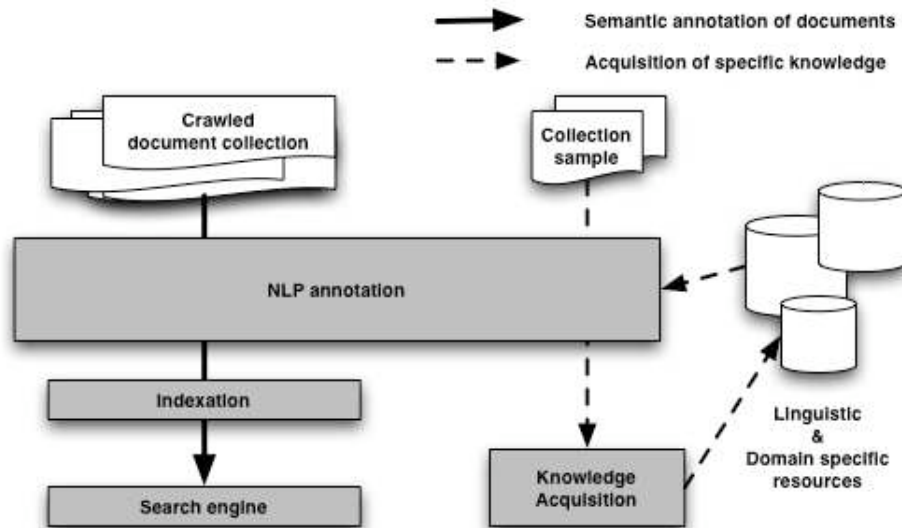 Semantic annotation of documents
Acquisition of specific knowledge
Crawled
document collection
Collection
sample
NLP annotation
Indexation
Search engine
Knowledge
Acquisition
Linguistic
&
Domain specific
resources